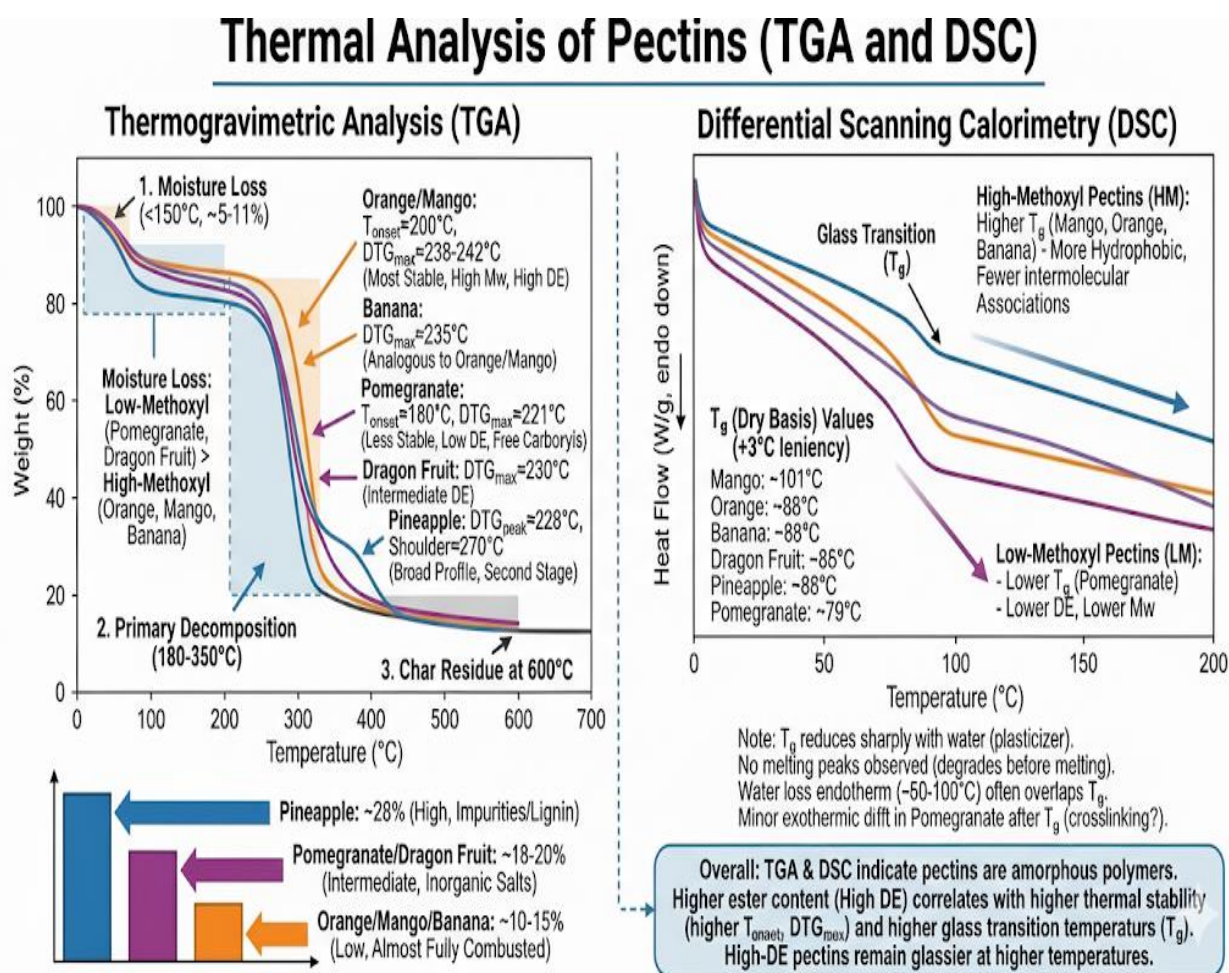 Thermal Analysis of Pectins (TGA and DSC)
Thermogravimetric Analysis (TGA)
100
80
60
40
20
0
Weight (%)
0 100 200 300 400 500 600 700
Temperature (°C)
1. Moisture Loss
(<150°C, ~5-11%)
Orange/Mango:
Tonset=200°C,
DTGmax=238-242°C
(Most Stable, High Mw, High DE)
Banana:
DTGmax=235°C
(Analogous to Orange/Mango)
Pomegranate:
Tonset=180°C, DTGmax=221°C
(Less Stable, Low DE, Free Carboryis)
Dragon Fruit: DTGmax=230°C
(Intermediate DE)
Pineapple: DTGpeak=228°C,
Shoulder=270°C
(Broad Profile, Second Stage)
Moisture Loss:
Low-Methoxyl
(Pomegranate,
Dragon Fruit) >
High-Methoxyl
(Orange, Mango,
Banana)
2. Primary Decomposition
(180-350°C)
3. Char Residue at 600°C
Pineapple: ~28% (High, Impurities/Lignin)
Pomegranate/Dragon Fruit: ~18-20%
(Intermediate, Inorganic Salts)
Orange/Mango/Banana: ~10-15%
(Low, Almost Fully Combusted)
Differential Scanning Calorimetry (DSC)
Heat Flow (W/g, endo down)
Glass Transition
(Tg)
High-Methoxyl Pectins (HM):
Higher Tg (Mango, Orange,
Banana) - More Hydrophobic,
Fewer intermolecular
Associations
Tg (Dry Basis) Values
(+3°C leniency)
Mango: ~101°C
Orange: ~88°C
Banana: ~88°C
Dragon Fruit: ~85°C
Pineapple: ~88°C
Pomegranate: ~79°C
Low-Methoxyl Pectins (LM):
- Lower Tg (Pomegranate)
- Lower DE, Lower Mw
0 50 100 150 200
Temperature (°C)
Note: Tg reduces sharply with water (plasticizer).
No melting peaks observed (degrades before melting).
Water loss endotherm (~50-100°C) often overlaps Tg.
Minor exothermic difft in Pomegranate after Tg (crosslinking?).
Overall: TGA & DSC indicate pectins are amorphous polymers.
Higher ester content (High DE) correlates with higher thermal stability
(higher Tonaet, DTGmex) and higher glass transition temperaturs (Tg).
High-DE pectins remain glassier at higher temperatures.